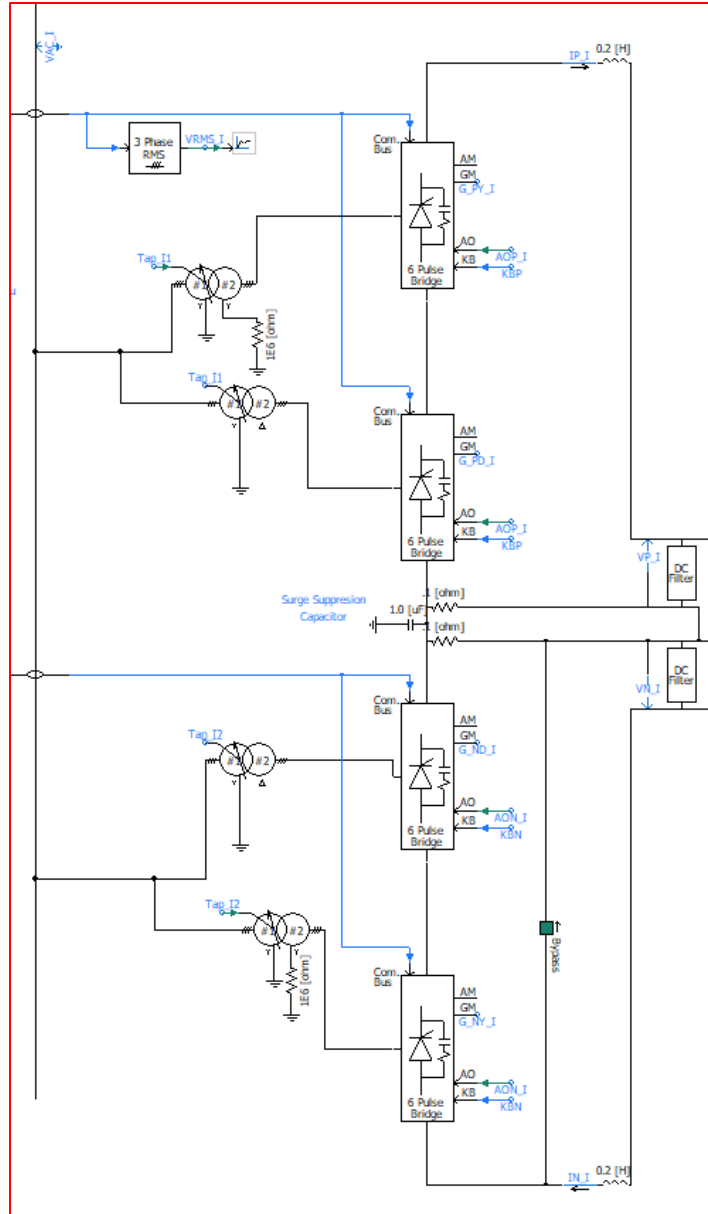 VAC_I
IP_I
0.2 [H]
Com.
Bus
3 Phase
RMS
VRMS_I
AM
GM
G_PY_I
AO
AOP_I
KB
KBP
6 Pulse
Bridge
Tap_I1
#1
#2
Y
Y
1E6 [ohm]
Tap_I1
#1
#2
Y
Δ
Com.
Bus
AM
GM
G_PD_I
AO
AOP_I
KB
KBP
6 Pulse
Bridge
VP_I
DC
Filter
Surge Suppresion
Capacitor
1.0 [uF]
.1 [ohm]
.1 [ohm]
VN_I
DC
Filter
Com.
Bus
AM
GM
G_ND_I
AO
AON_I
KB
KBN
6 Pulse
Bridge
Tap_I2
#1
#2
Y
Δ
Tap_I2
#1
#2
Y
Y
1E6 [ohm]
Bypass
Com.
Bus
AM
GM
G_NY_I
AO
AON_I
KB
KBN
6 Pulse
Bridge
IN_I
0.2 [H]